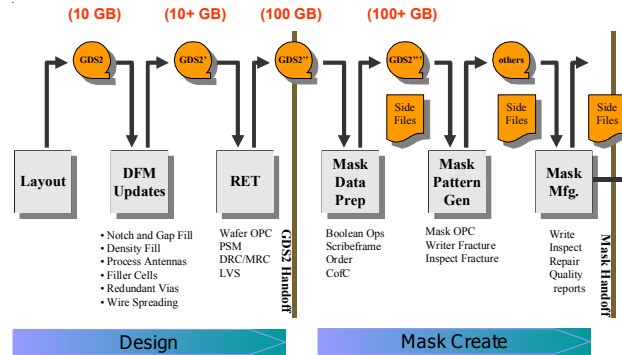 (10 GB)
(10+ GB)
(100 GB)
(100+ GB)
GDS2
GDS2'
GDS2''
GDS2'''
others
Side
Files
Side
Files
Side
Files
Layout
DFM
Updates
RET
Mask
Data
Prep
Mask
Pattern
Gen
Mask
Mfg.
• Notch and Gap Fill
• Density Fill
• Process Antennas
• Filler Cells
• Redundant Vias
• Wire Spreading
Wafer OPC
PSM
DRC/MRC
LVS
GDS2 Handoff
Boolean Ops
Scribeframe
Order
CofC
Mask OPC
Writer Fracture
Inspect Fracture
Write
Inspect
Repair
Quality
reports
Mask Handoff
Design
Mask Create